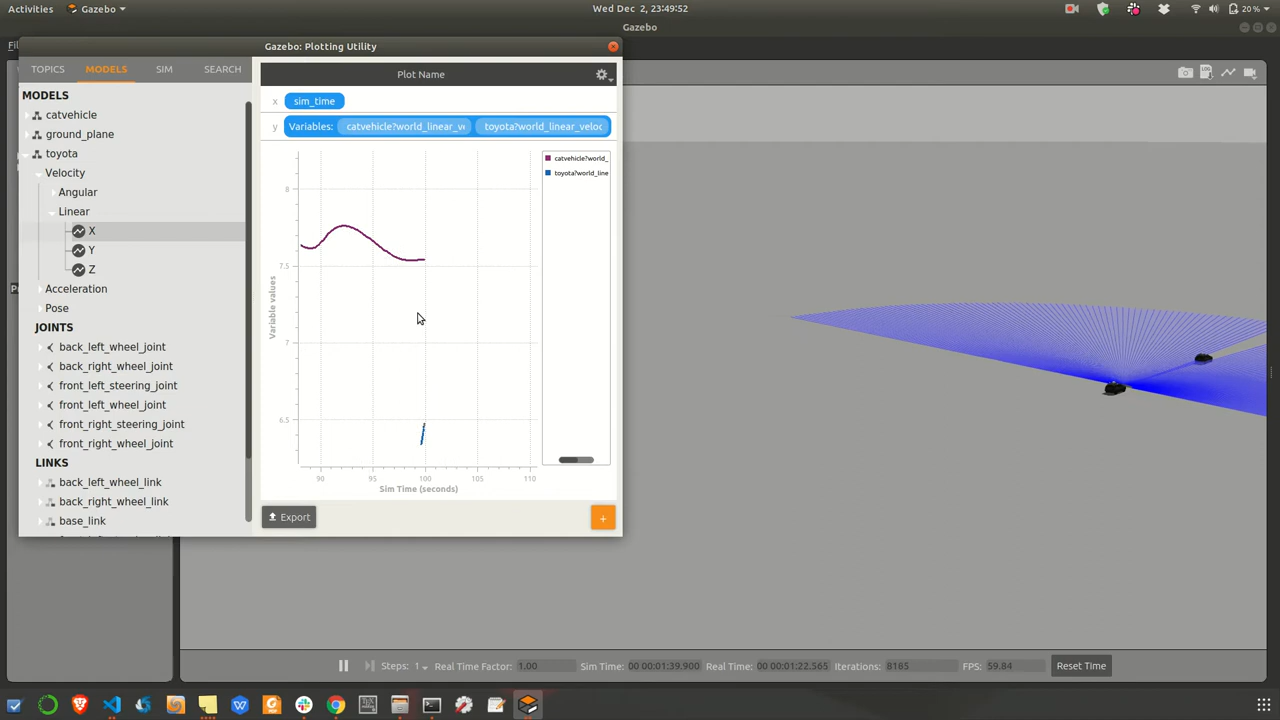 Activities
Gazebo
Wed Dec 2, 23:49:52
20 %
Gazebo
Gazebo: Plotting Utility
TOPICS
MODELS
SIM
SEARCH
MODELS
catvehicle
ground_plane
toyota
Velocity
Angular
Linear
X
Y
Z
Acceleration
Pose
JOINTS
back_left_wheel_joint
back_right_wheel_joint
front_left_steering_joint
front_left_wheel_joint
front_right_steering_joint
front_right_wheel_joint
LINKS
back_left_wheel_link
back_right_wheel_link
base_link
Plot Name
x sim_time
y Variables: catvehicle?world_linear_ve toyota?world_linear_veloc
catvehicle?world_
toyota?world_line
8
7.5
7
6.5
Variable values
90 95 100 105 110
Sim Time (seconds)
Export
+
Steps: 1
Real Time Factor: 1.00
Sim Time: 00 00:01:39.900
Real Time: 00 00:01:22.565
Iterations: 8185
FPS: 59.84
Reset Time